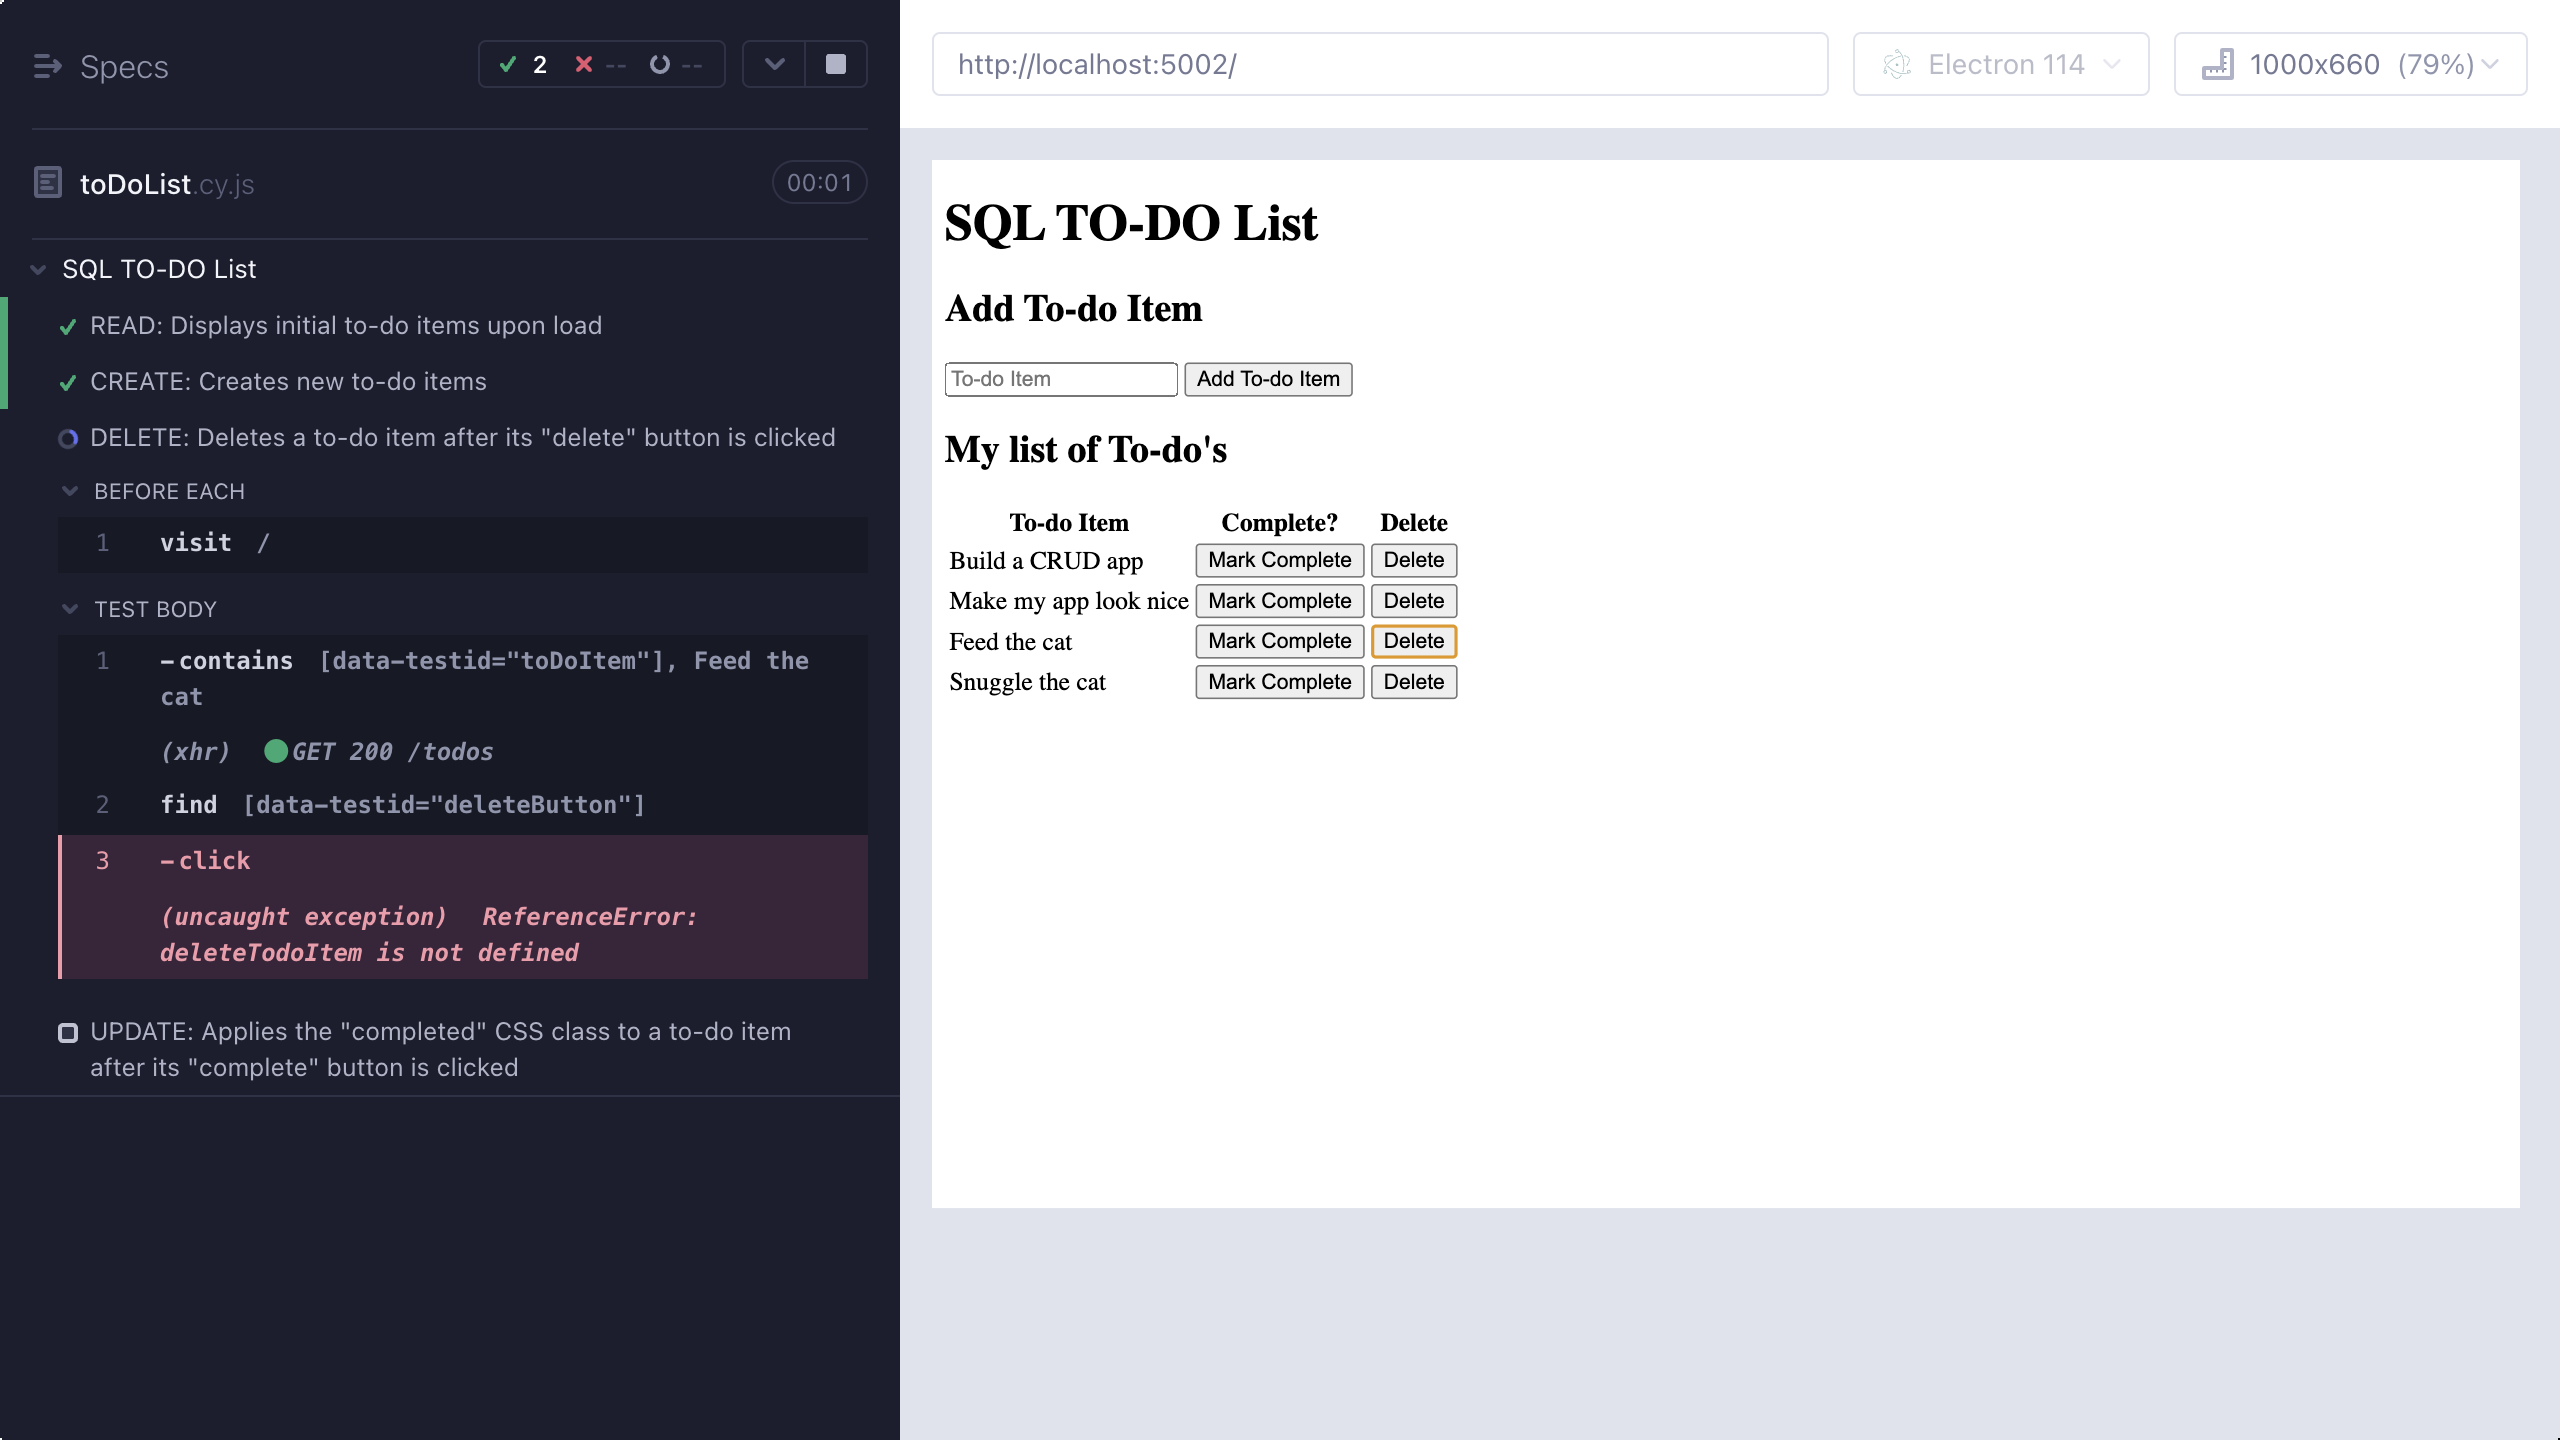 Specs
2 -- --
toDoList.cy.js
00:01
SQL TO-DO List
READ: Displays initial to-do items upon load
CREATE: Creates new to-do items
DELETE: Deletes a to-do item after its "delete" button is clicked
BEFORE EACH
1 visit /
TEST BODY
1 -contains [data-testid="toDoItem"], Feed the
cat
(xhr) GET 200 /todos
2 find [data-testid="deleteButton"]
3 -click
(uncaught exception) ReferenceError:
deleteTodoItem is not defined
UPDATE: Applies the "completed" CSS class to a to-do item
after its "complete" button is clicked
http://localhost:5002/
Electron 114
1000x660 (79%)
SQL TO-DO List
Add To-do Item
To-do Item Add To-do Item
My list of To-do's
To-do Item Complete? Delete
Build a CRUD app Mark Complete Delete
Make my app look nice Mark Complete Delete
Feed the cat Mark Complete Delete
Snuggle the cat Mark Complete Delete